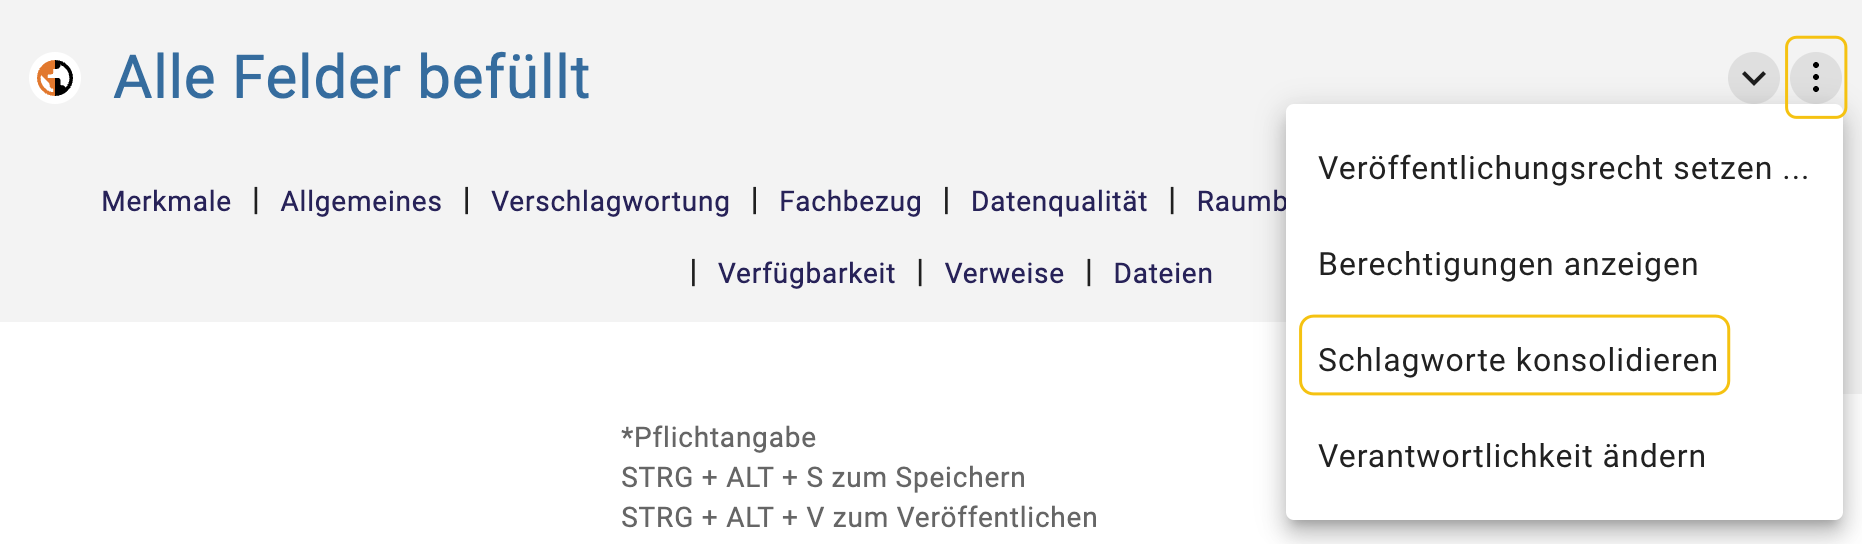 Alle Felder befüllt
Merkmale | Allgemeines | Verschlagwortung | Fachbezug | Datenqualität |
| Verfügbarkeit | Verweise | Dateien
Veröffentlichungsrecht setzen ...
Berechtigungen anzeigen
Schlagworte konsolidieren
Verantwortlichkeit ändern
*Pflichtangabe
STRG + ALT + S zum Speichern
STRG + ALT + V zum Veröffentlichen